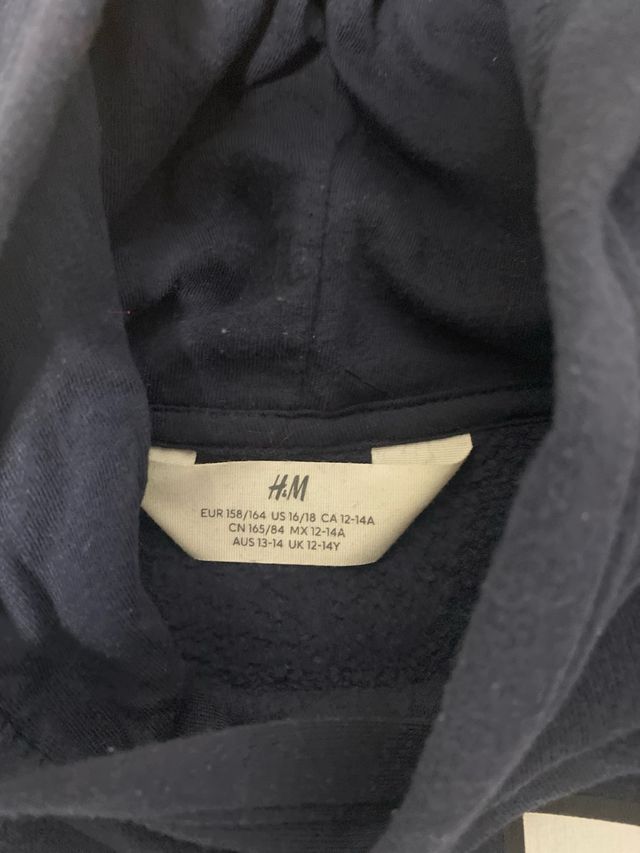 H&M
EUR 158/164 US 16/18 CA 12-14A
CN 165/84 MX 12-14A
AUS 13-14 UK 12-14Y